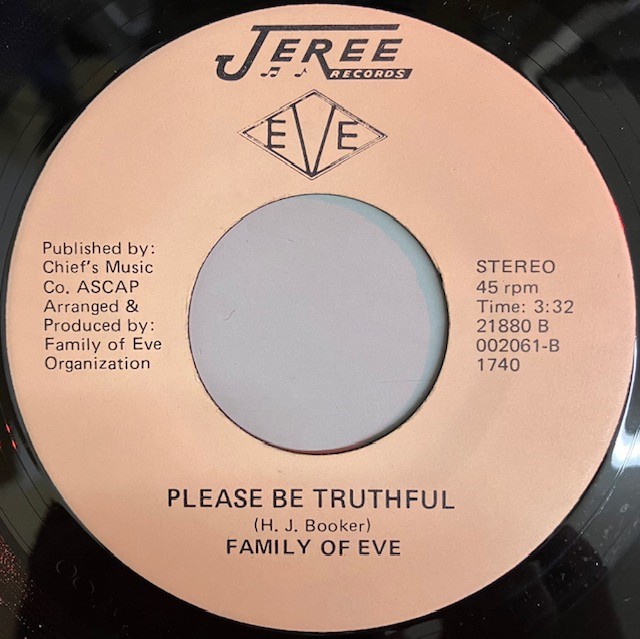 JEREE
RECORDS
EVE
Published by:
Chief's Music
Co. ASCAP
Arranged &
Produced by:
Family of Eve
Organization
STEREO
45 rpm
Time: 3:32
21880 B
002061-B
1740
PLEASE BE TRUTHFUL
(H. J. Booker)
FAMILY OF EVE